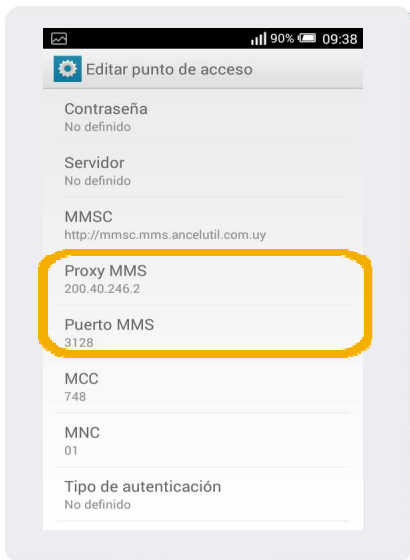 90% 09:38
Editar punto de acceso
Contraseña
No definido
Servidor
No definido
MMSC
http://mmsc.mms.ancelutil.com.uy
Proxy MMS
200.40.246.2
Puerto MMS
3128
MCC
748
MNC
01
Tipo de autenticación
No definido